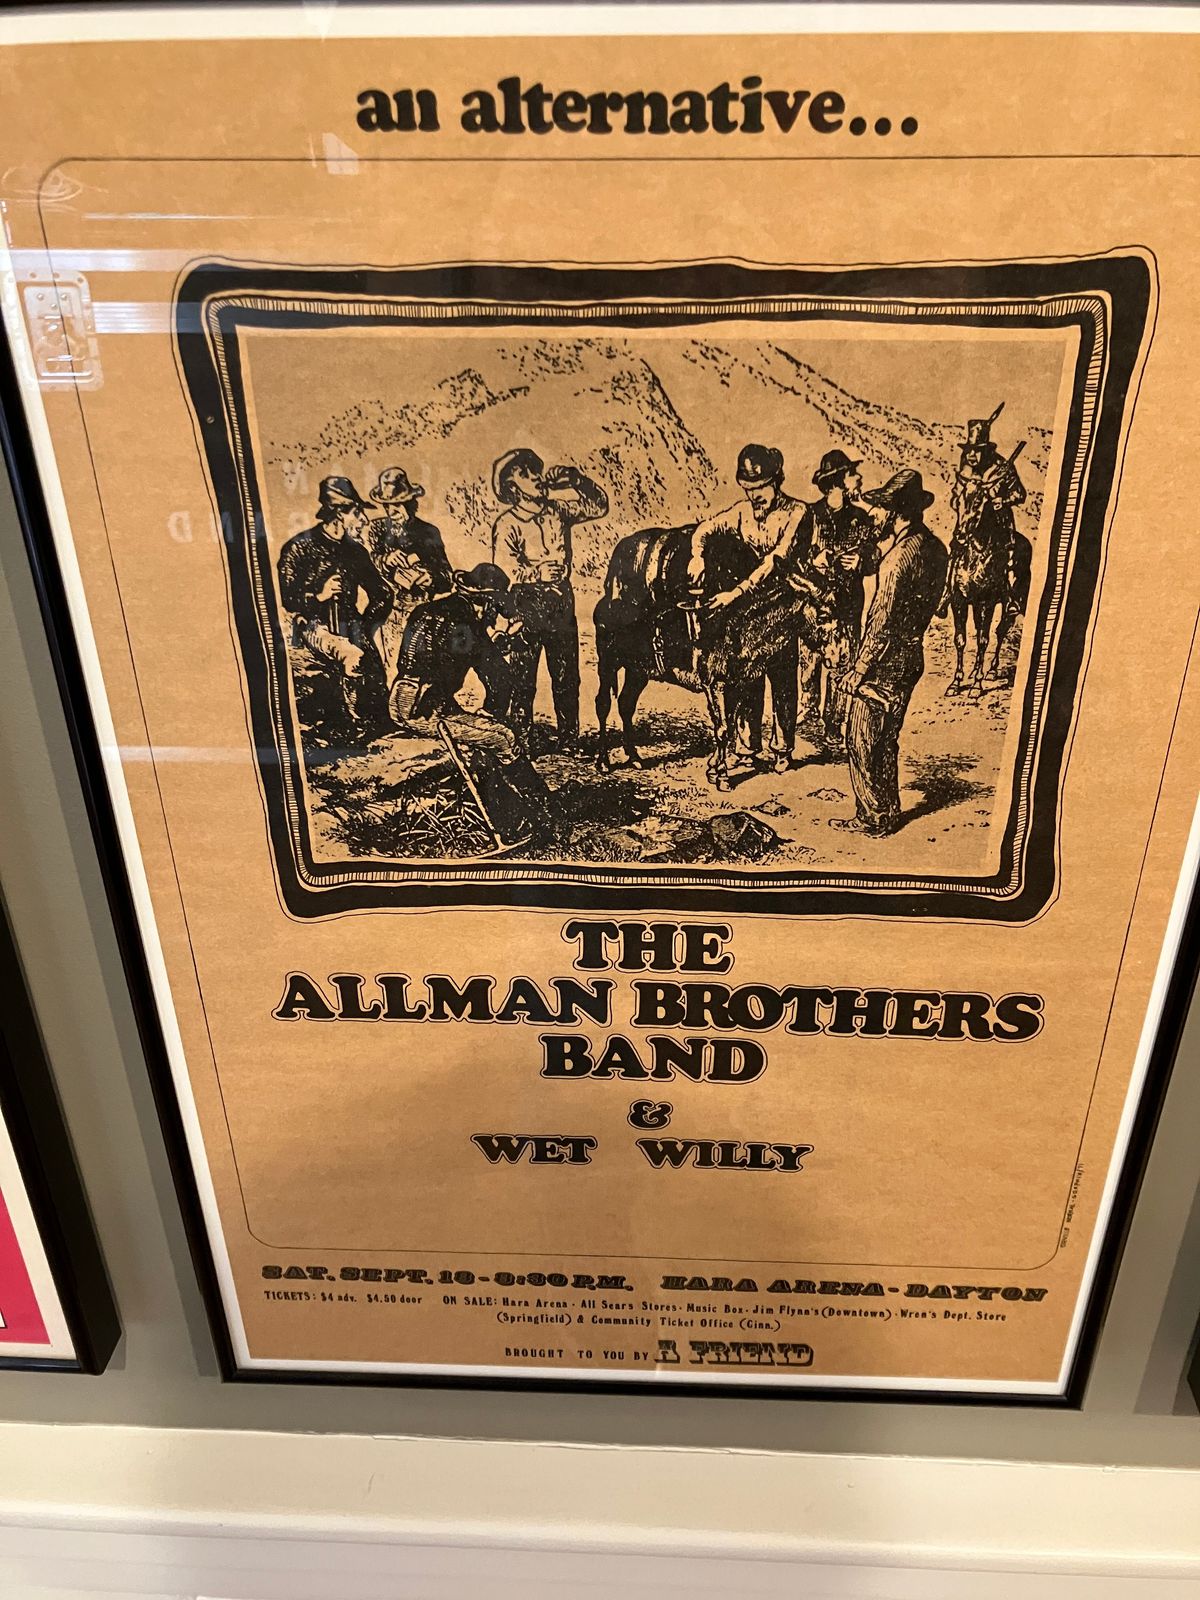 an alternative...
THE
ALLMAN BROTHERS
BAND
&
WET WILLY
SAT. SEPT. 18 - 8:30 P.M. HARA ARENA - DAYTON
TICKETS: $4 adv. $4.50 door ON SALE: Hara Arena · All Sears Stores · Music Box · Jim Flynn's (Downtown) · Wren's Dept. Store
(Springfield) & Community Ticket Office (Cinn.)
BROUGHT TO YOU BY A FRIEND